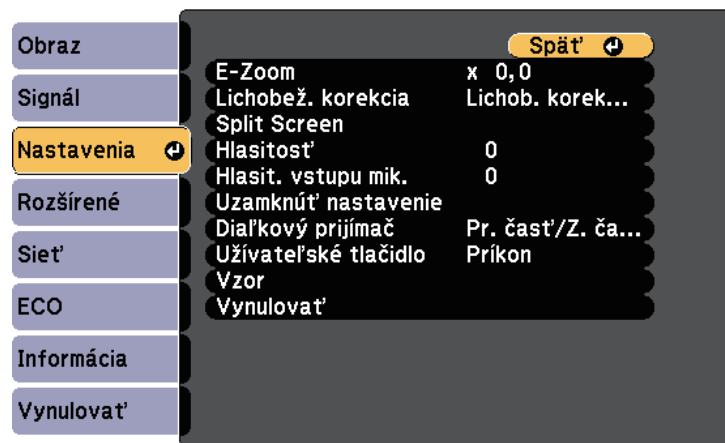 Obraz
Signál
Nastavenia
Rozšírené
Sieť
ECO
Informácia
Vynulovať
Späť
E-Zoom x 0,0
Lichobež. korekcia Lichob. korek...
Split Screen
Hlasitosť 0
Hlasit. vstupu mik. 0
Uzamknúť nastavenie
Diaľkový prijímač Pr. časť/Z. ča...
Užívateľské tlačidlo Príkon
Vzor
Vynulovať